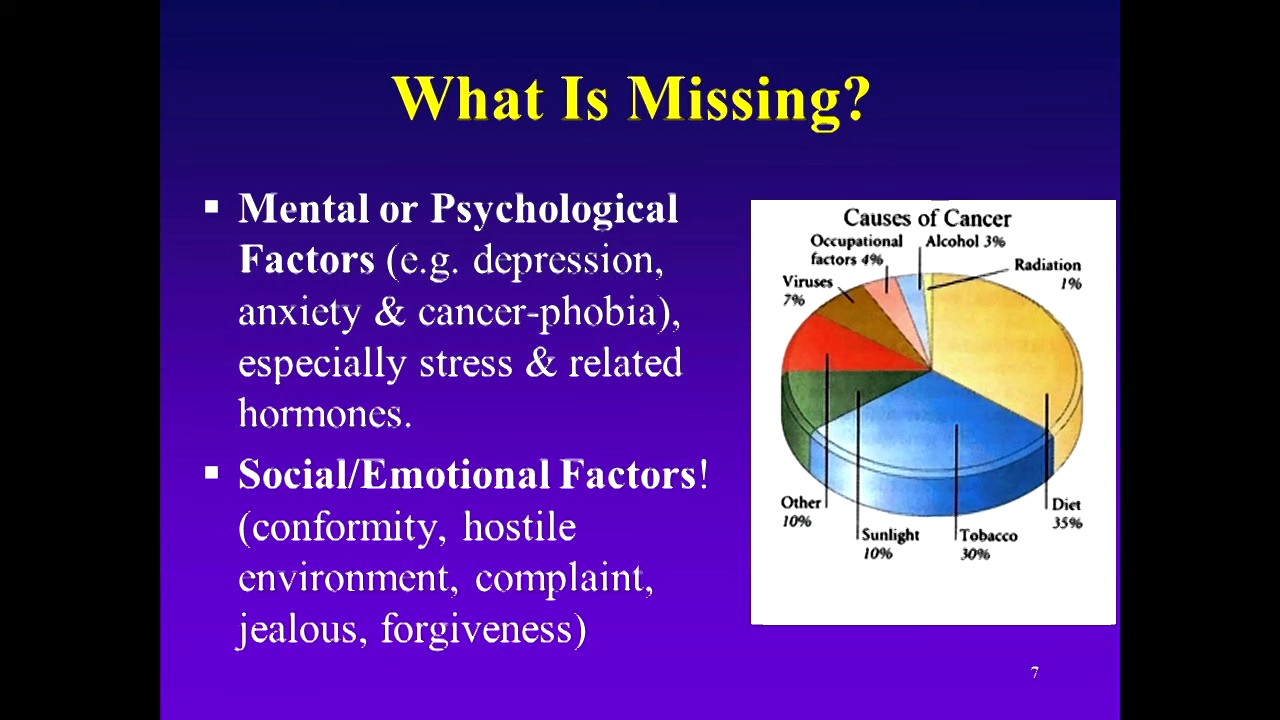 What Is Missing?
▪ Mental or Psychological
Factors (e.g. depression,
anxiety & cancer-phobia),
especially stress & related
hormones.
▪ Social/Emotional Factors!
(conformity, hostile
environment, complaint,
jealous, forgiveness)
Causes of Cancer
Occupational
factors 4%
Alcohol 3%
Radiation
1%
Viruses
7%
Other
10%
Sunlight
10%
Tobacco
30%
Diet
35%
7